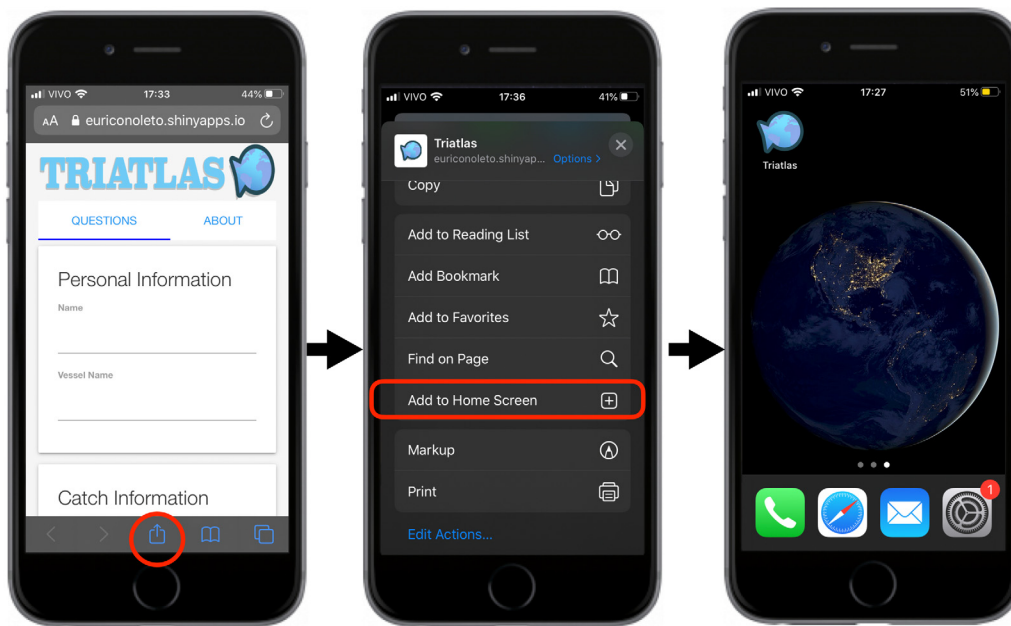 VIVO 17:33 44%
AA euriconoleto.shinyapps.io
TRIATLAS
QUESTIONS ABOUT
Personal Information
Name
Vessel Name
Catch Information
VIVO 17:36 41%
Triatlas
euriconoleto.shinyap... Options >
Copy
Add to Reading List
Add Bookmark
Add to Favorites
Find on Page
Add to Home Screen
Markup
Print
Edit Actions...
VIVO 17:27 51%
Triatlas
1